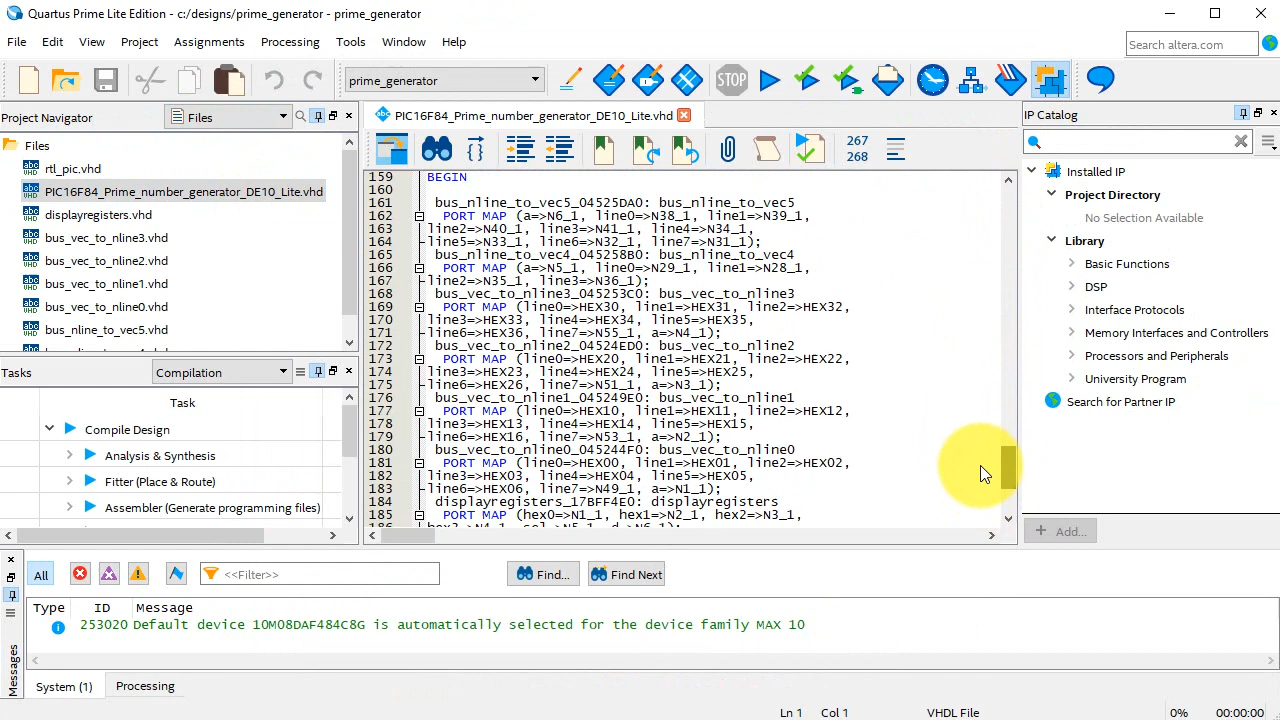 Quartus Prime Lite Edition - c:/designs/prime_generator - prime_generator
File Edit View Project Assignments Processing Tools Window Help
Search altera.com
prime_generator
STOP
Project Navigator
Files
PIC16F84_Prime_number_generator_DE10_Lite.vhd
IP Catalog
Files
rtl_pic.vhd
PIC16F84_Prime_number_generator_DE10_Lite.vhd
displayregisters.vhd
bus_vec_to_nline3.vhd
bus_vec_to_nline2.vhd
bus_vec_to_nline1.vhd
bus_vec_to_nline0.vhd
bus_nline_to_vec5.vhd
Tasks
Compilation
Task
Compile Design
Analysis & Synthesis
Fitter (Place & Route)
Assembler (Generate programming files)
267
268
159 BEGIN
160
161 bus_nline_to_vec5_04525DA0: bus_nline_to_vec5
162 PORT MAP (a=>N6_1, line0=>N38_1, line1=>N39_1,
163 line2=>N40_1, line3=>N41_1, line4=>N34_1,
164 line5=>N33_1, line6=>N32_1, line7=>N31_1);
165 bus_nline_to_vec4_045258B0: bus_nline_to_vec4
166 PORT MAP (a=>N5_1, line0=>N29_1, line1=>N28_1,
167 line2=>N35_1, line3=>N36_1);
168 bus_vec_to_nline3_045253C0: bus_vec_to_nline3
169 PORT MAP (line0=>HEX30, line1=>HEX31, line2=>HEX32,
170 line3=>HEX33, line4=>HEX34, line5=>HEX35,
171 line6=>HEX36, line7=>N55_1, a=>N4_1);
172 bus_vec_to_nline2_04524ED0: bus_vec_to_nline2
173 PORT MAP (line0=>HEX20, line1=>HEX21, line2=>HEX22,
174 line3=>HEX23, line4=>HEX24, line5=>HEX25,
175 line6=>HEX26, line7=>N51_1, a=>N3_1);
176 bus_vec_to_nline1_045249E0: bus_vec_to_nline1
177 PORT MAP (line0=>HEX10, line1=>HEX11, line2=>HEX12,
178 line3=>HEX13, line4=>HEX14, line5=>HEX15,
179 line6=>HEX16, line7=>N53_1, a=>N2_1);
180 bus_vec_to_nline0_045244F0: bus_vec_to_nline0
181 PORT MAP (line0=>HEX00, line1=>HEX01, line2=>HEX02,
182 line3=>HEX03, line4=>HEX04, line5=>HEX05,
183 line6=>HEX06, line7=>N49_1, a=>N1_1);
184 displayregisters_17BFF4E0: displayregisters
185 PORT MAP (hex0=>N1_1, hex1=>N2_1, hex2=>N3_1,
Installed IP
Project Directory
No Selection Available
Library
Basic Functions
DSP
Interface Protocols
Memory Interfaces and Controllers
Processors and Peripherals
University Program
Search for Partner IP
Add...
All
<<Filter>>
Find...
Find Next
Type ID Message
253020 Default device 10M08DAF484C8G is automatically selected for the device family MAX 10
Messages
System (1) Processing
Ln 1 Col 1 VHDL File 0% 00:00:00